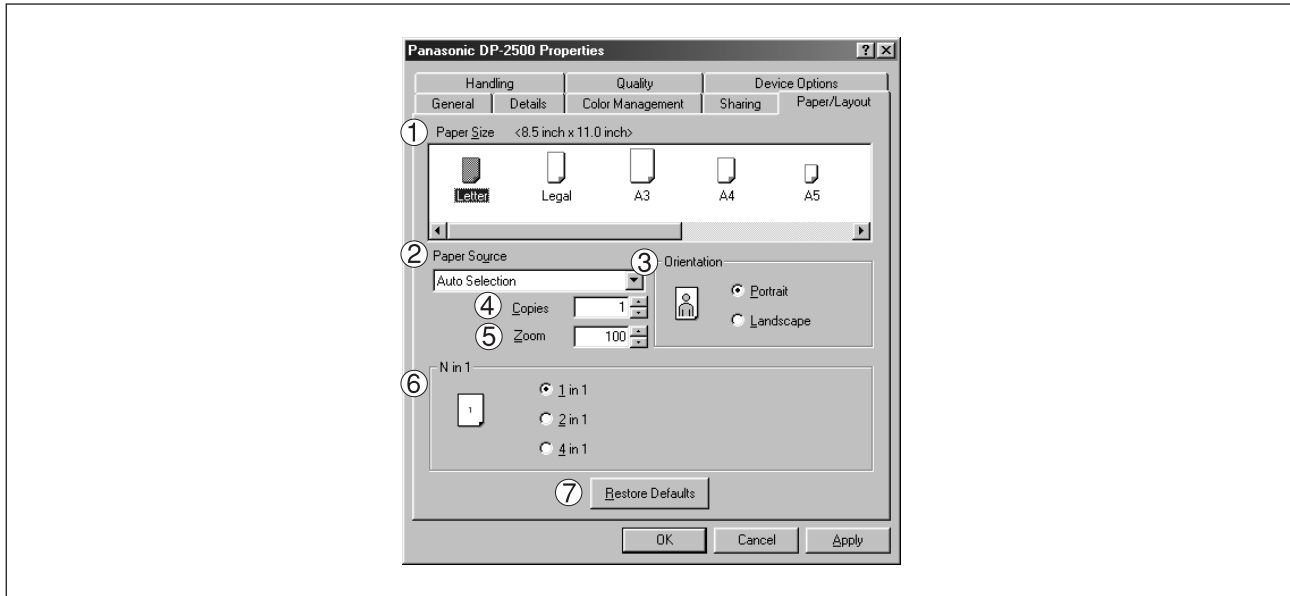 Panasonic DP-2500 Properties
Handling Quality Device Options
General Details Color Management Sharing Paper/Layout
① Paper Size <8.5 inch x 11.0 inch>
Letter Legal A3 A4 A5
② Paper Source
Auto Selection
③ Orientation
Portrait
Landscape
④ Copies 1
⑤ Zoom 100
⑥ N in 1
1
1 in 1
2 in 1
4 in 1
⑦ Restore Defaults
OK Cancel Apply